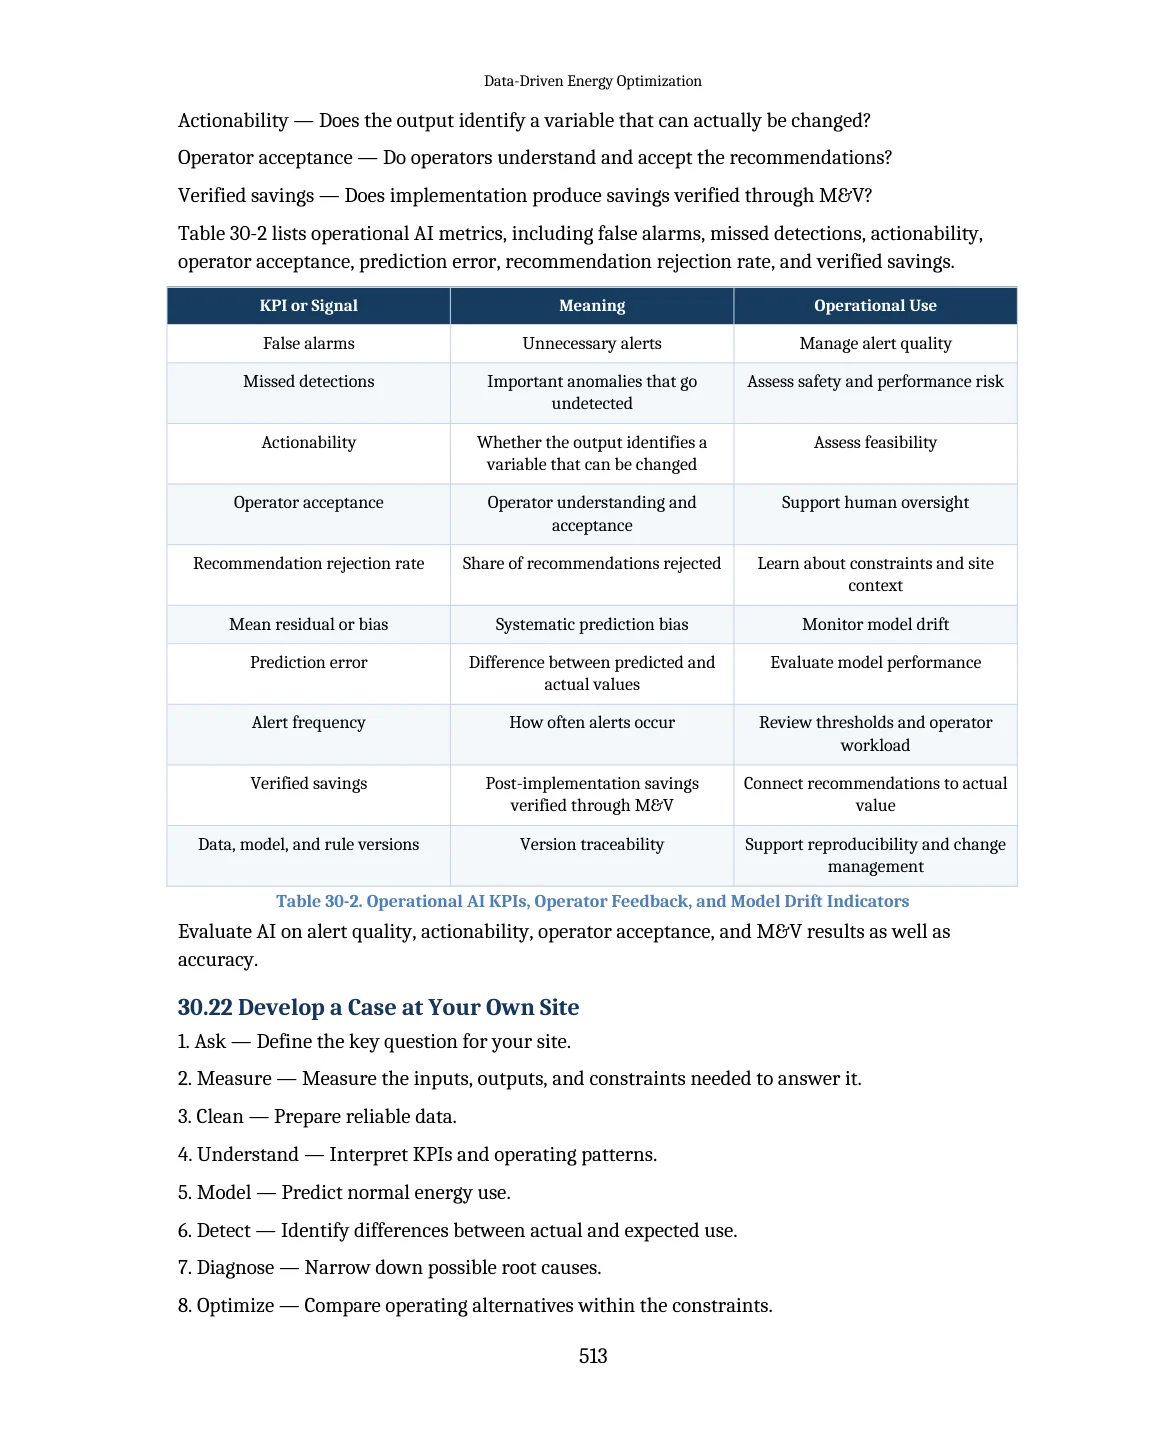 Data-Driven Energy Optimization
Actionability — Does the output identify a variable that can actually be changed?
Operator acceptance — Do operators understand and accept the recommendations?
Verified savings — Does implementation produce savings verified through M&V?
Table 30-2 lists operational AI metrics, including false alarms, missed detections, actionability,
operator acceptance, prediction error, recommendation rejection rate, and verified savings.
KPI or Signal Meaning Operational Use
False alarms Unnecessary alerts Manage alert quality
Missed detections Important anomalies that go Assess safety and performance risk
undetected
Actionability Whether the output identifies a Assess feasibility
variable that can be changed
Operator acceptance Operator understanding and Support human oversight
acceptance
Recommendation rejection rate Share of recommendations rejected Learn about constraints and site
context
Mean residual or bias Systematic prediction bias Monitor model drift
Prediction error Difference between predicted and Evaluate model performance
actual values
Alert frequency How often alerts occur Review thresholds and operator
workload
Verified savings Post-implementation savings Connect recommendations to actual
verified through M&V value
Data, model, and rule versions Version traceability Support reproducibility and change
management
Table 30-2. Operational AI KPIs, Operator Feedback, and Model Drift Indicators
Evaluate AI on alert quality, actionability, operator acceptance, and M&V results as well as
accuracy.
30.22 Develop a Case at Your Own Site
1. Ask — Define the key question for your site.
2. Measure — Measure the inputs, outputs, and constraints needed to answer it.
3. Clean — Prepare reliable data.
4. Understand — Interpret KPIs and operating patterns.
5. Model — Predict normal energy use.
6. Detect — Identify differences between actual and expected use.
7. Diagnose — Narrow down possible root causes.
8. Optimize — Compare operating alternatives within the constraints.
513